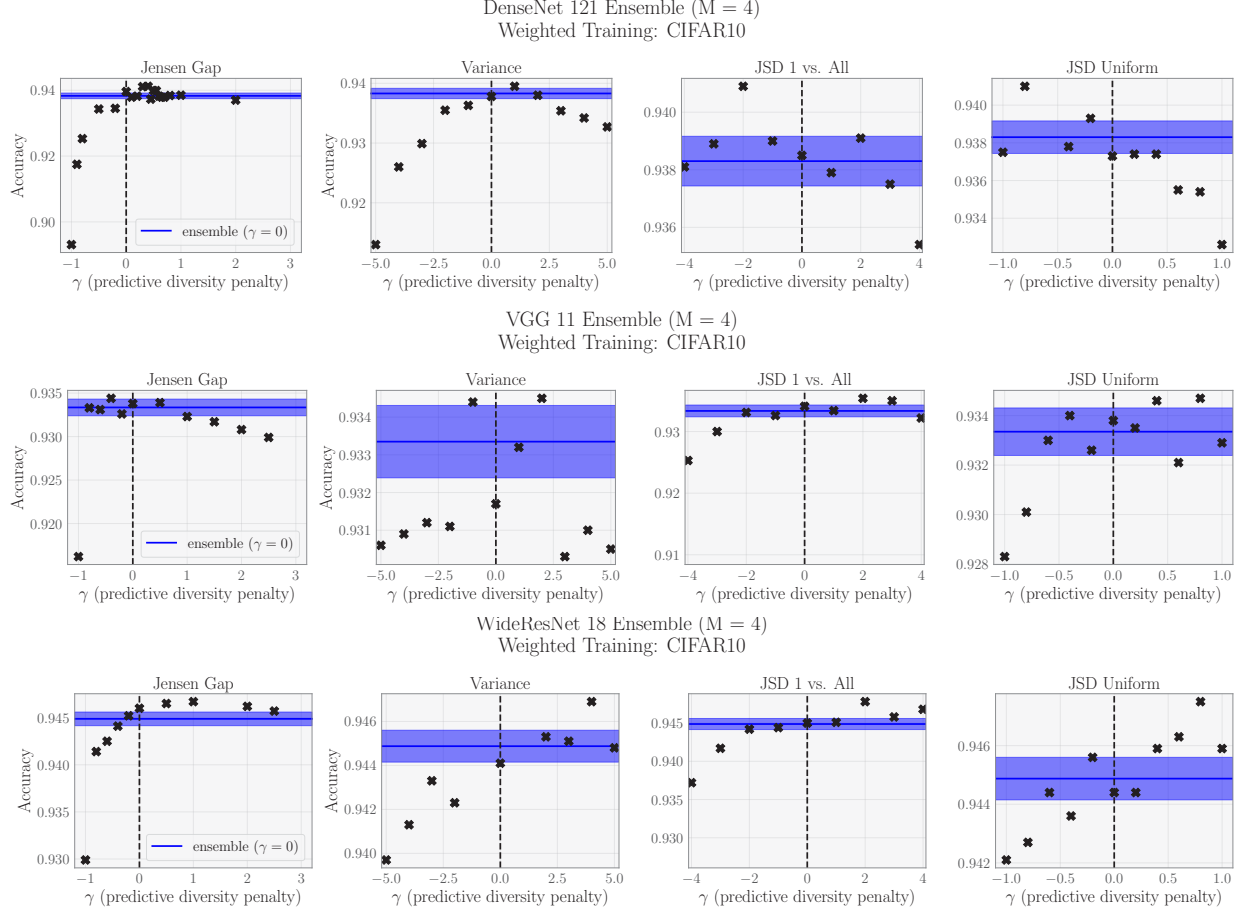 DenseNet 121 Ensemble (M = 4)
Weighted Training: CIFAR10
Jensen Gap
Variance
JSD 1 vs. All
JSD Uniform
Accuracy
0.94
0.92
0.90
ensemble (γ = 0)
−1 0 1 2 3
γ (predictive diversity penalty)
0.94
0.93
0.92
−5.0 −2.5 0.0 2.5 5.0
γ (predictive diversity penalty)
0.940
0.938
0.936
−4 −2 0 2 4
γ (predictive diversity penalty)
0.940
0.938
0.936
0.934
−1.0 −0.5 0.0 0.5 1.0
γ (predictive diversity penalty)
VGG 11 Ensemble (M = 4)
Weighted Training: CIFAR10
Jensen Gap
Variance
JSD 1 vs. All
JSD Uniform
Accuracy
0.935
0.930
0.925
0.920
ensemble (γ = 0)
−1 0 1 2 3
γ (predictive diversity penalty)
0.934
0.933
0.932
0.931
−5.0 −2.5 0.0 2.5 5.0
γ (predictive diversity penalty)
0.93
0.92
0.91
−4 −2 0 2 4
γ (predictive diversity penalty)
0.934
0.932
0.930
0.928
−1.0 −0.5 0.0 0.5 1.0
γ (predictive diversity penalty)
WideResNet 18 Ensemble (M = 4)
Weighted Training: CIFAR10
Jensen Gap
Variance
JSD 1 vs. All
JSD Uniform
Accuracy
0.945
0.940
0.935
0.930
ensemble (γ = 0)
−1 0 1 2 3
γ (predictive diversity penalty)
0.946
0.944
0.942
0.940
−5.0 −2.5 0.0 2.5 5.0
γ (predictive diversity penalty)
0.945
0.940
0.935
0.930
−4 −2 0 2 4
γ (predictive diversity penalty)
0.946
0.944
0.942
−1.0 −0.5 0.0 0.5 1.0
γ (predictive diversity penalty)